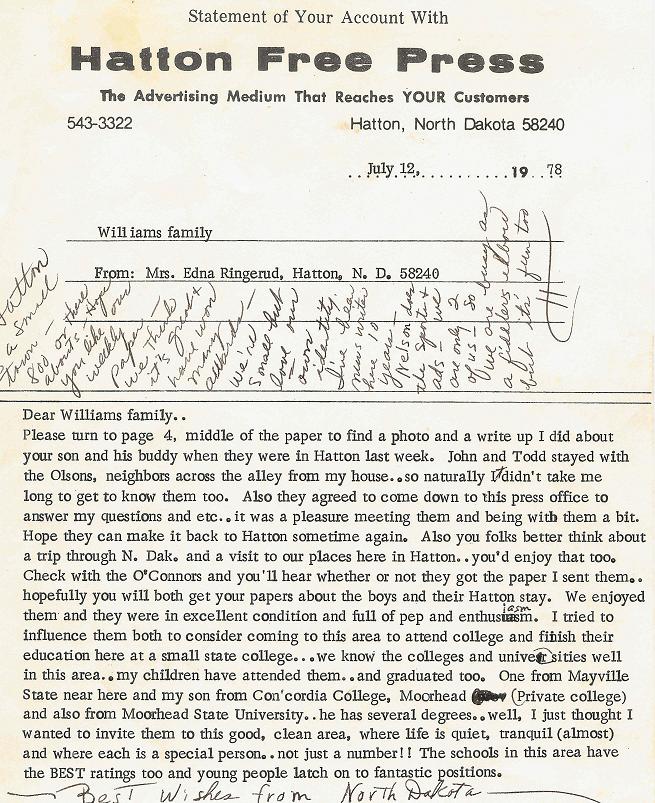 Statement of Your Account With
Hatton Free Press
The Advertising Medium That Reaches YOUR Customers
543-3322 Hatton, North Dakota 58240
July 12, 19 78
Williams family
From: Mrs. Edna Ringerud, Hatton, N. D. 58240
Hatton
a small
town –
800 or there
abouts – Hope
you like our
weekly
paper –
we think
it's good &
have won
many
awards –
we're
small but
love our
own
identity.
I've been
news writer
here 10
years –
Nelson does
the sports &
ads – we
are only 2
of us – so
we are busy as
a fiddlers elbow
but it's fun too
Dear Williams family..
Please turn to page 4, middle of the paper to find a photo and a write up I did about
your son and his buddy when they were in Hatton last week. John and Todd stayed with
the Olsons, neighbors across the alley from my house..so naturally It didn't take me
long to get to know them too. Also they agreed to come down to this press office to
answer my questions and etc..it was a pleasure meeting them and being with them a bit.
Hope they can make it back to Hatton sometime again. Also you folks better think about
a trip through N. Dak. and a visit to our places here in Hatton..you'd enjoy that too.
Check with the O'Connors and you'll hear whether or not they got the paper I sent them..
hopefully you will both get your papers about the boys and their Hatton stay. We enjoyed
them and they were in excellent condition and full of pep and enthusiasm. I tried to
influence them both to consider coming to this area to attend college and finish their
education here at a small state college...we know the colleges and universities well
in this area..my children have attended them..and graduated too. One from Mayville
State near here and my son from Con'cordia College, Moorhead (Private college)
and also from Moorhead State University..he has several degrees..well, I just thought I
wanted to invite them to this good, clean area, where life is quiet, tranquil (almost)
and where each is a special person..not just a number!! The schools in this area have
the BEST ratings too and young people latch on to fantastic positions.
Best Wishes from North Dakota